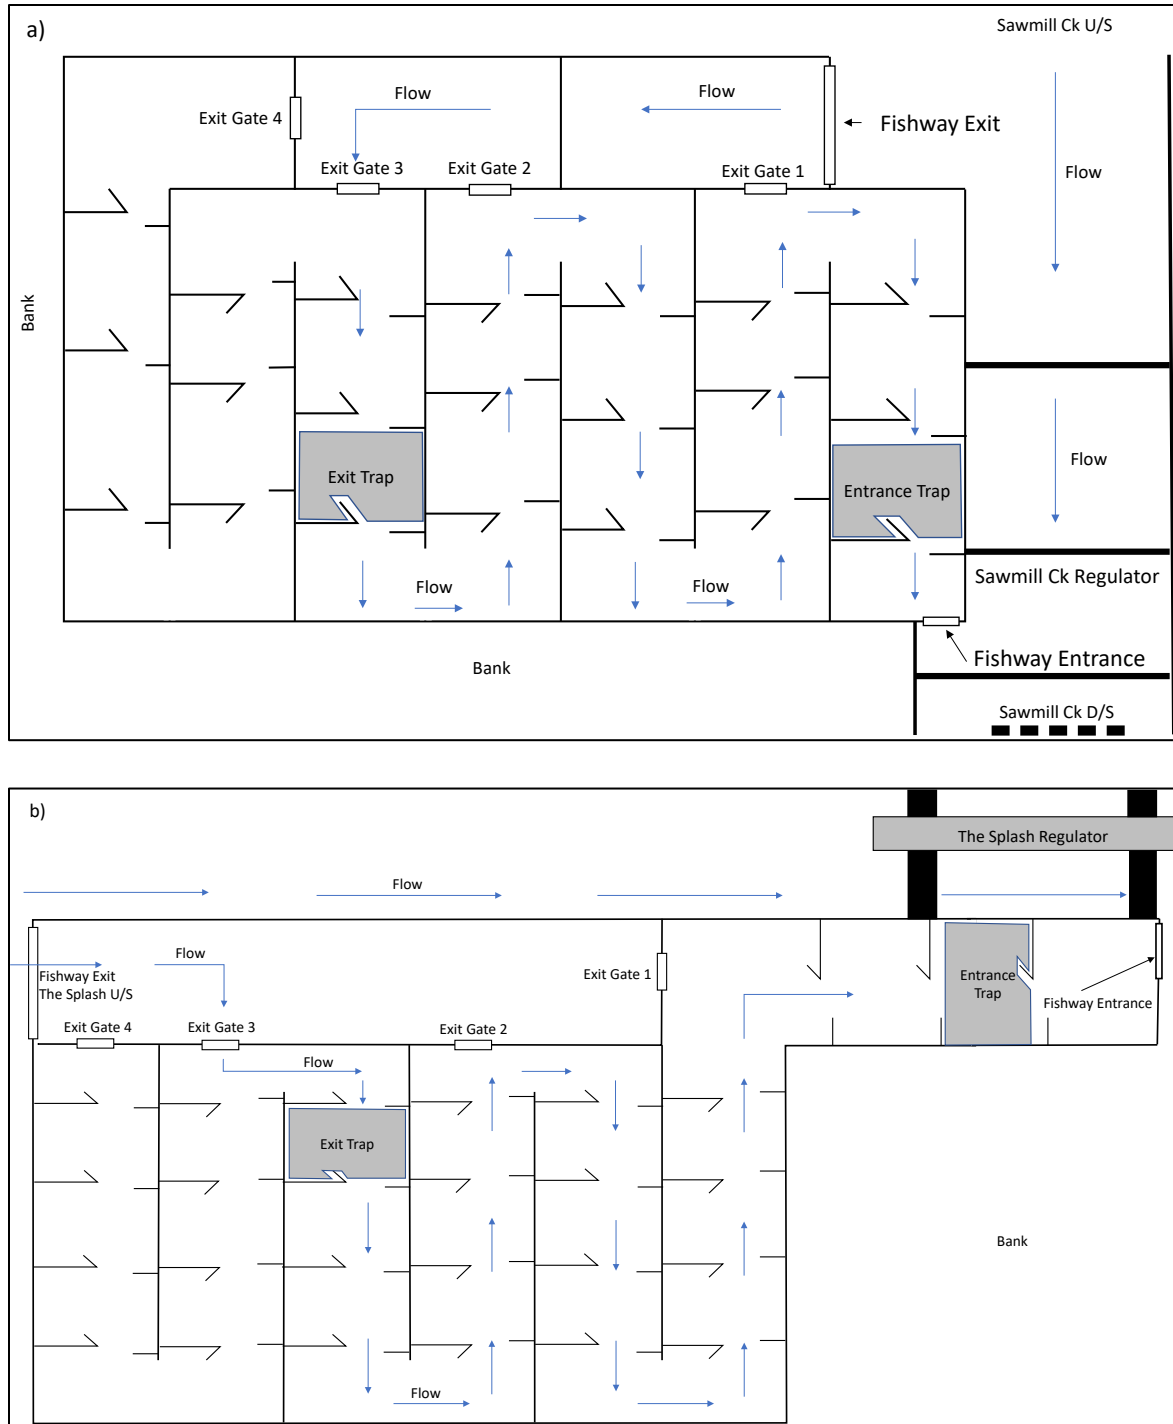 a)
Sawmill Ck U/S
Flow
Flow
Exit Gate 4
Fishway Exit
Exit Gate 3
Exit Gate 2
Exit Gate 1
Flow
Bank
Flow
Exit Trap
Entrance Trap
Flow
Flow
Sawmill Ck Regulator
Fishway Entrance
Bank
Sawmill Ck D/S
b)
The Splash Regulator
Flow
Flow
Fishway Exit
The Splash U/S
Exit Gate 1
Entrance
Trap
Fishway Entrance
Exit Gate 4
Exit Gate 3
Exit Gate 2
Flow
Exit Trap
Bank
Flow